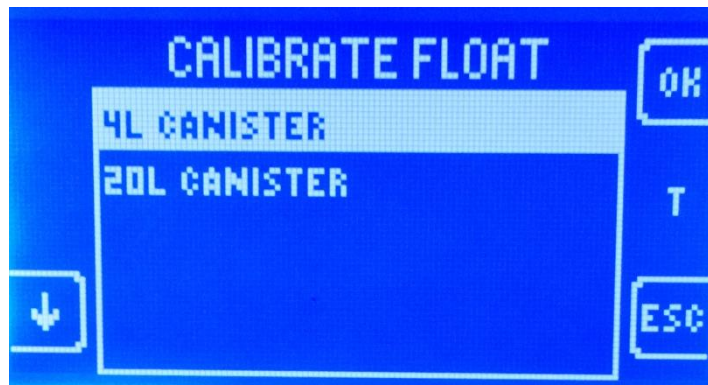 CALIBRATE FLOAT
OK
4L CANISTER
20L CANISTER
T
↓
ESC